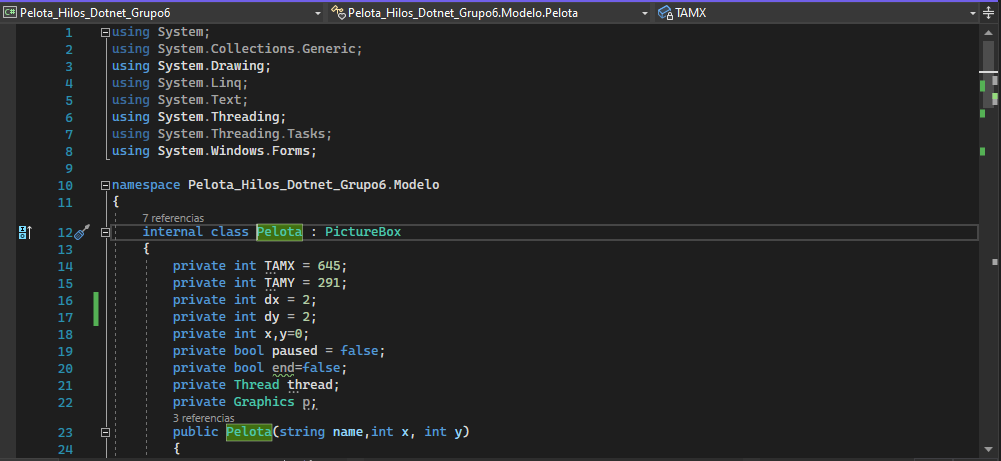 C# Pelota_Hilos_Dotnet_Grupo6 Pelota_Hilos_Dotnet_Grupo6.Modelo.Pelota TAMX
1 using System;
2 using System.Collections.Generic;
3 using System.Drawing;
4 using System.Linq;
5 using System.Text;
6 using System.Threading;
7 using System.Threading.Tasks;
8 using System.Windows.Forms;
9
10 namespace Pelota_Hilos_Dotnet_Grupo6.Modelo
11 {
7 referencias
12 internal class Pelota : PictureBox
13 {
14 private int TAMX = 645;
15 private int TAMY = 291;
16 private int dx = 2;
17 private int dy = 2;
18 private int x,y=0;
19 private bool paused = false;
20 private bool end=false;
21 private Thread thread;
22 private Graphics p;
3 referencias
23 public Pelota(string name,int x, int y)
24 {